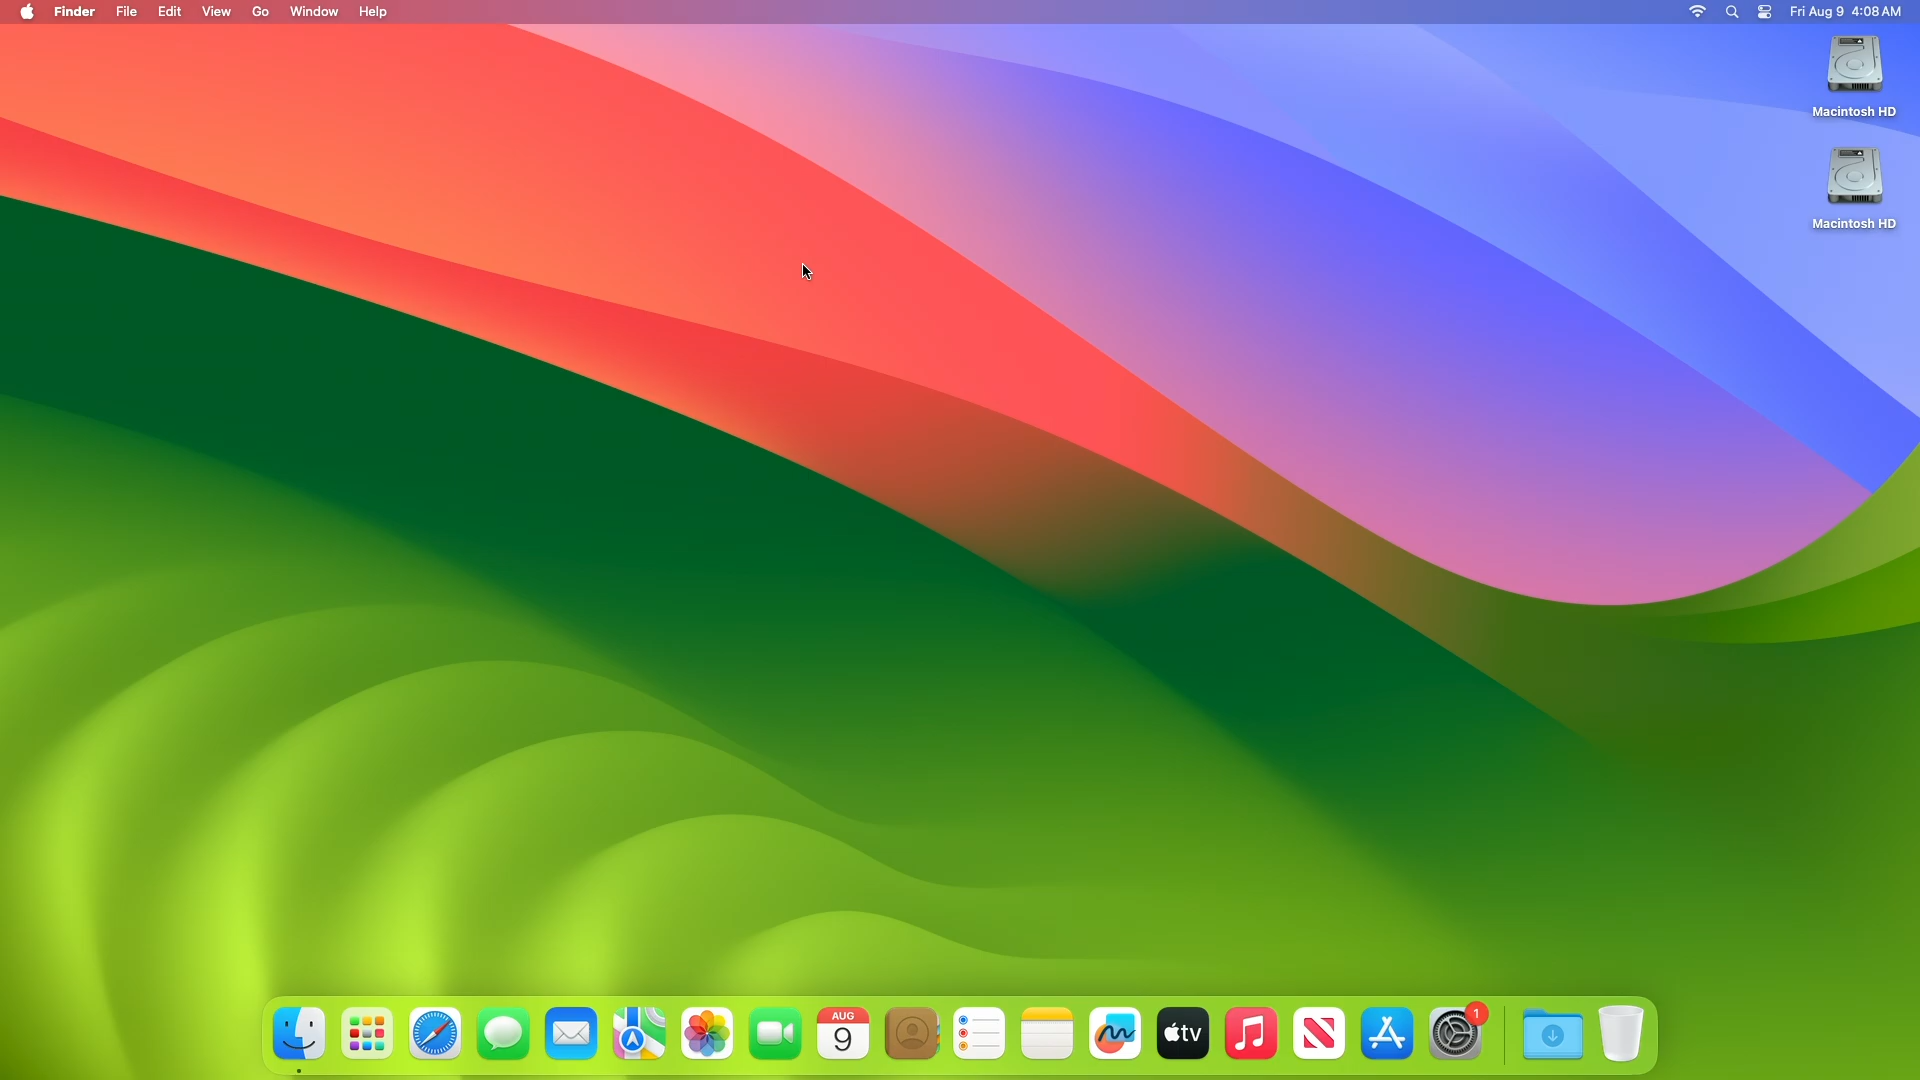 Finder File Edit View Go Window Help Fri Aug 9 4:08 AM
Macintosh HD
Macintosh HD
AUG
9
tv
1